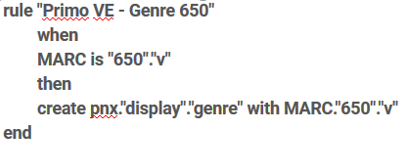 rule "Primo VE - Genre 650"
when
MARC is "650"."v"
then
create pnx."display"."genre" with MARC."650"."v"
end